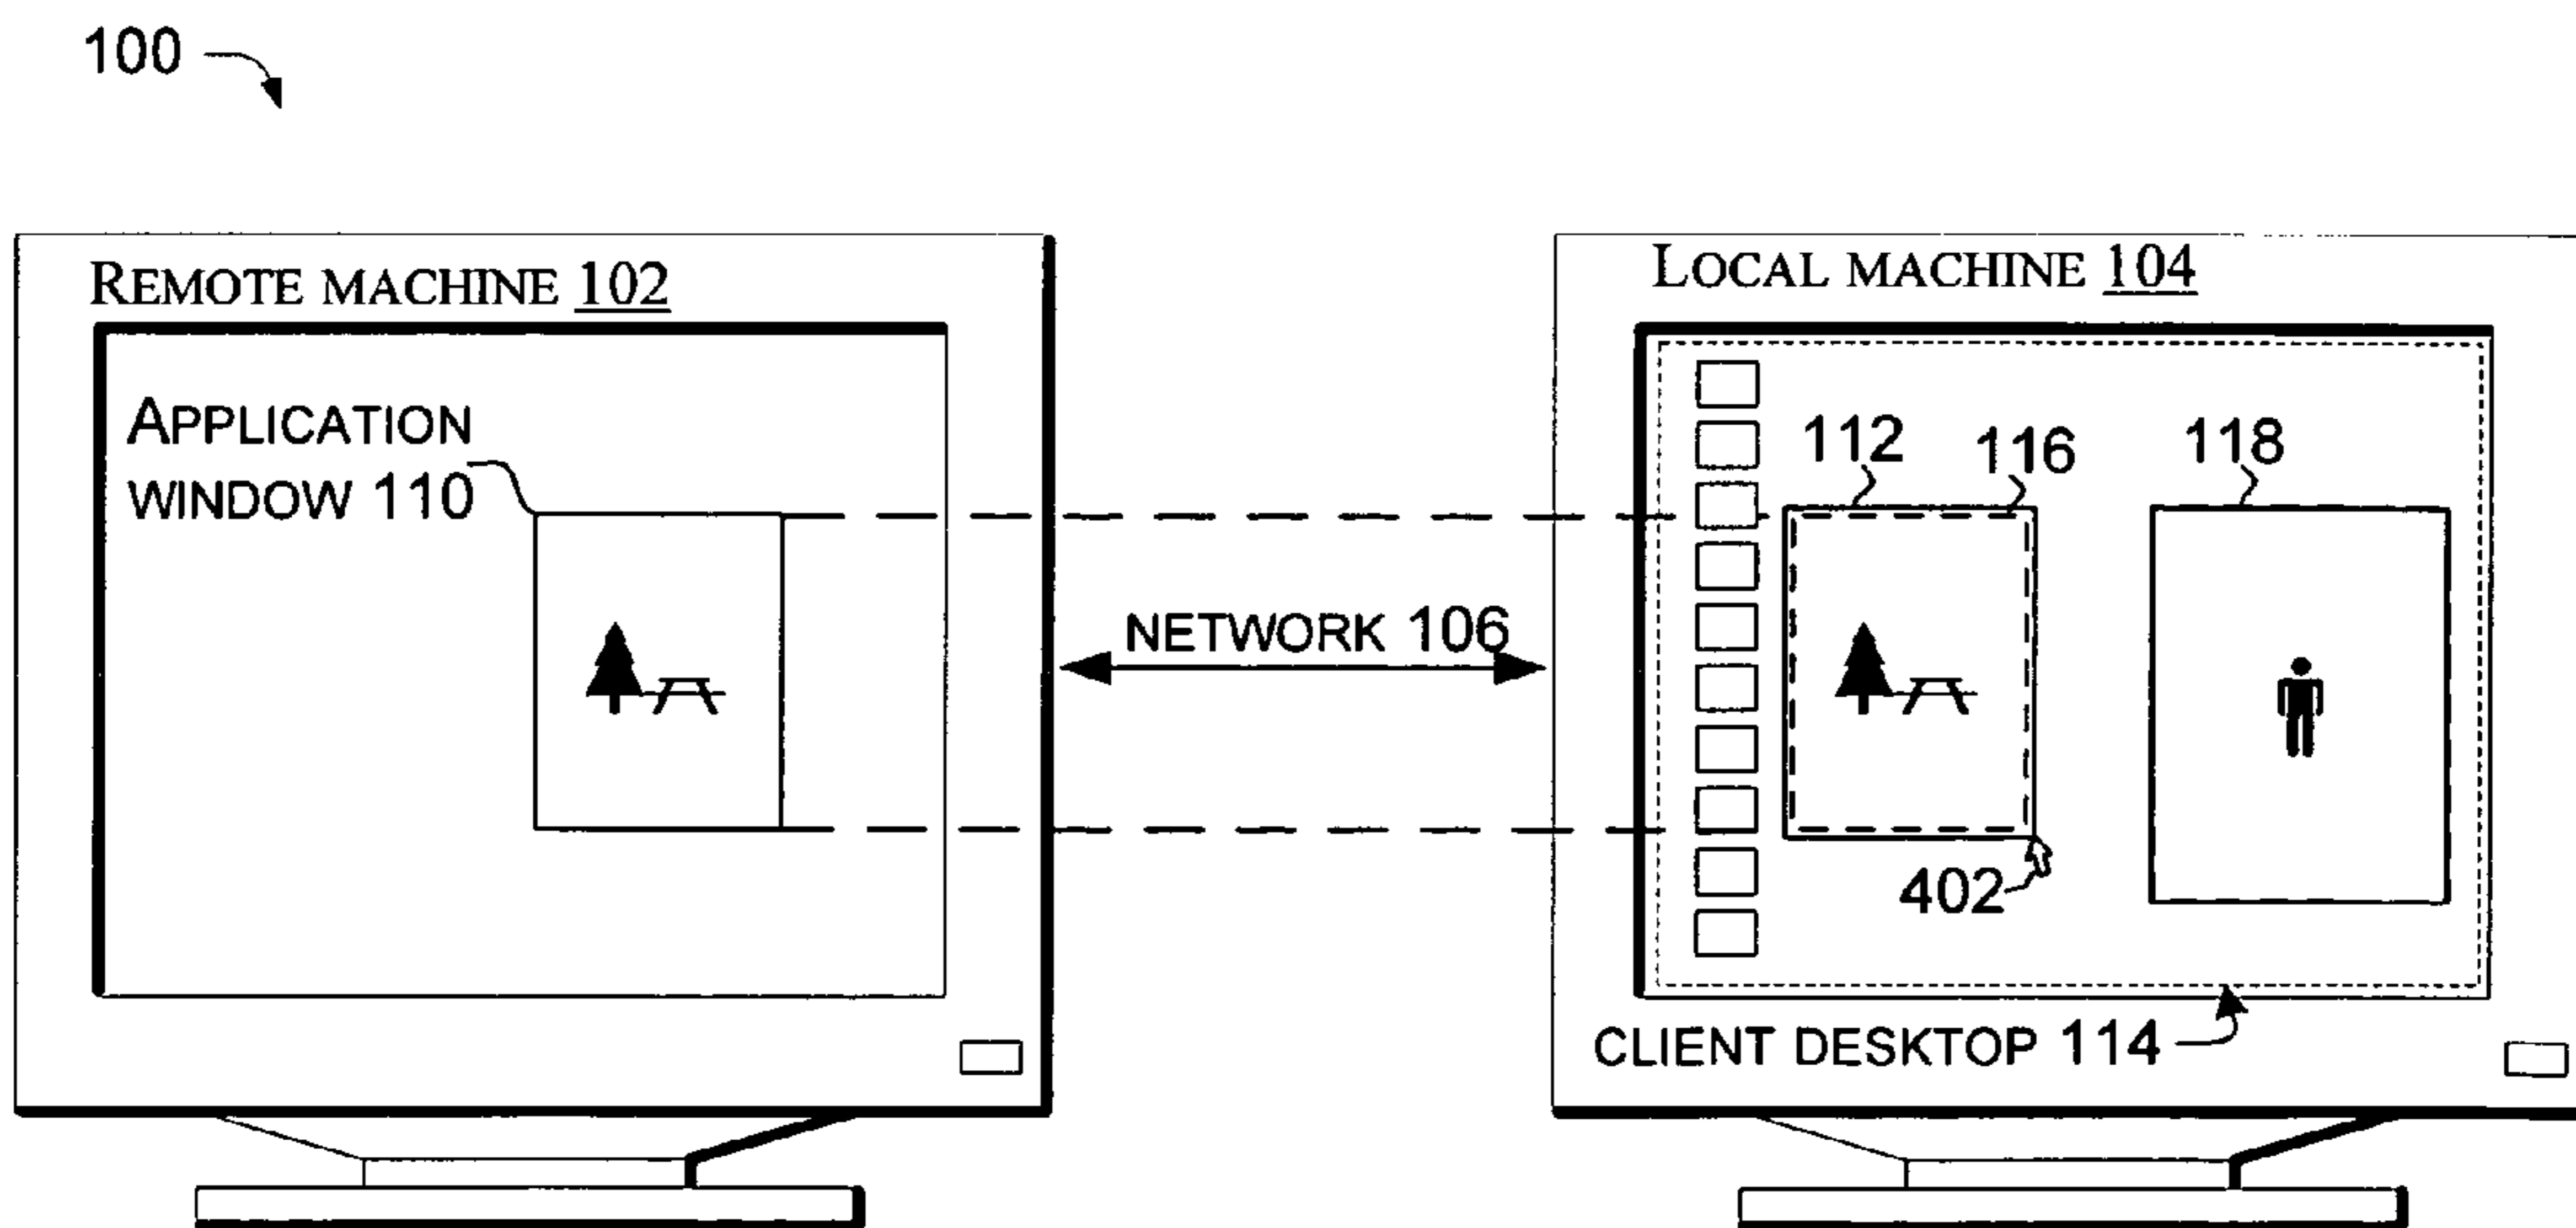 100
REMOTE MACHINE 102
LOCAL MACHINE 104
APPLICATION
WINDOW 110
112
116
118
NETWORK 106
402
CLIENT DESKTOP 114